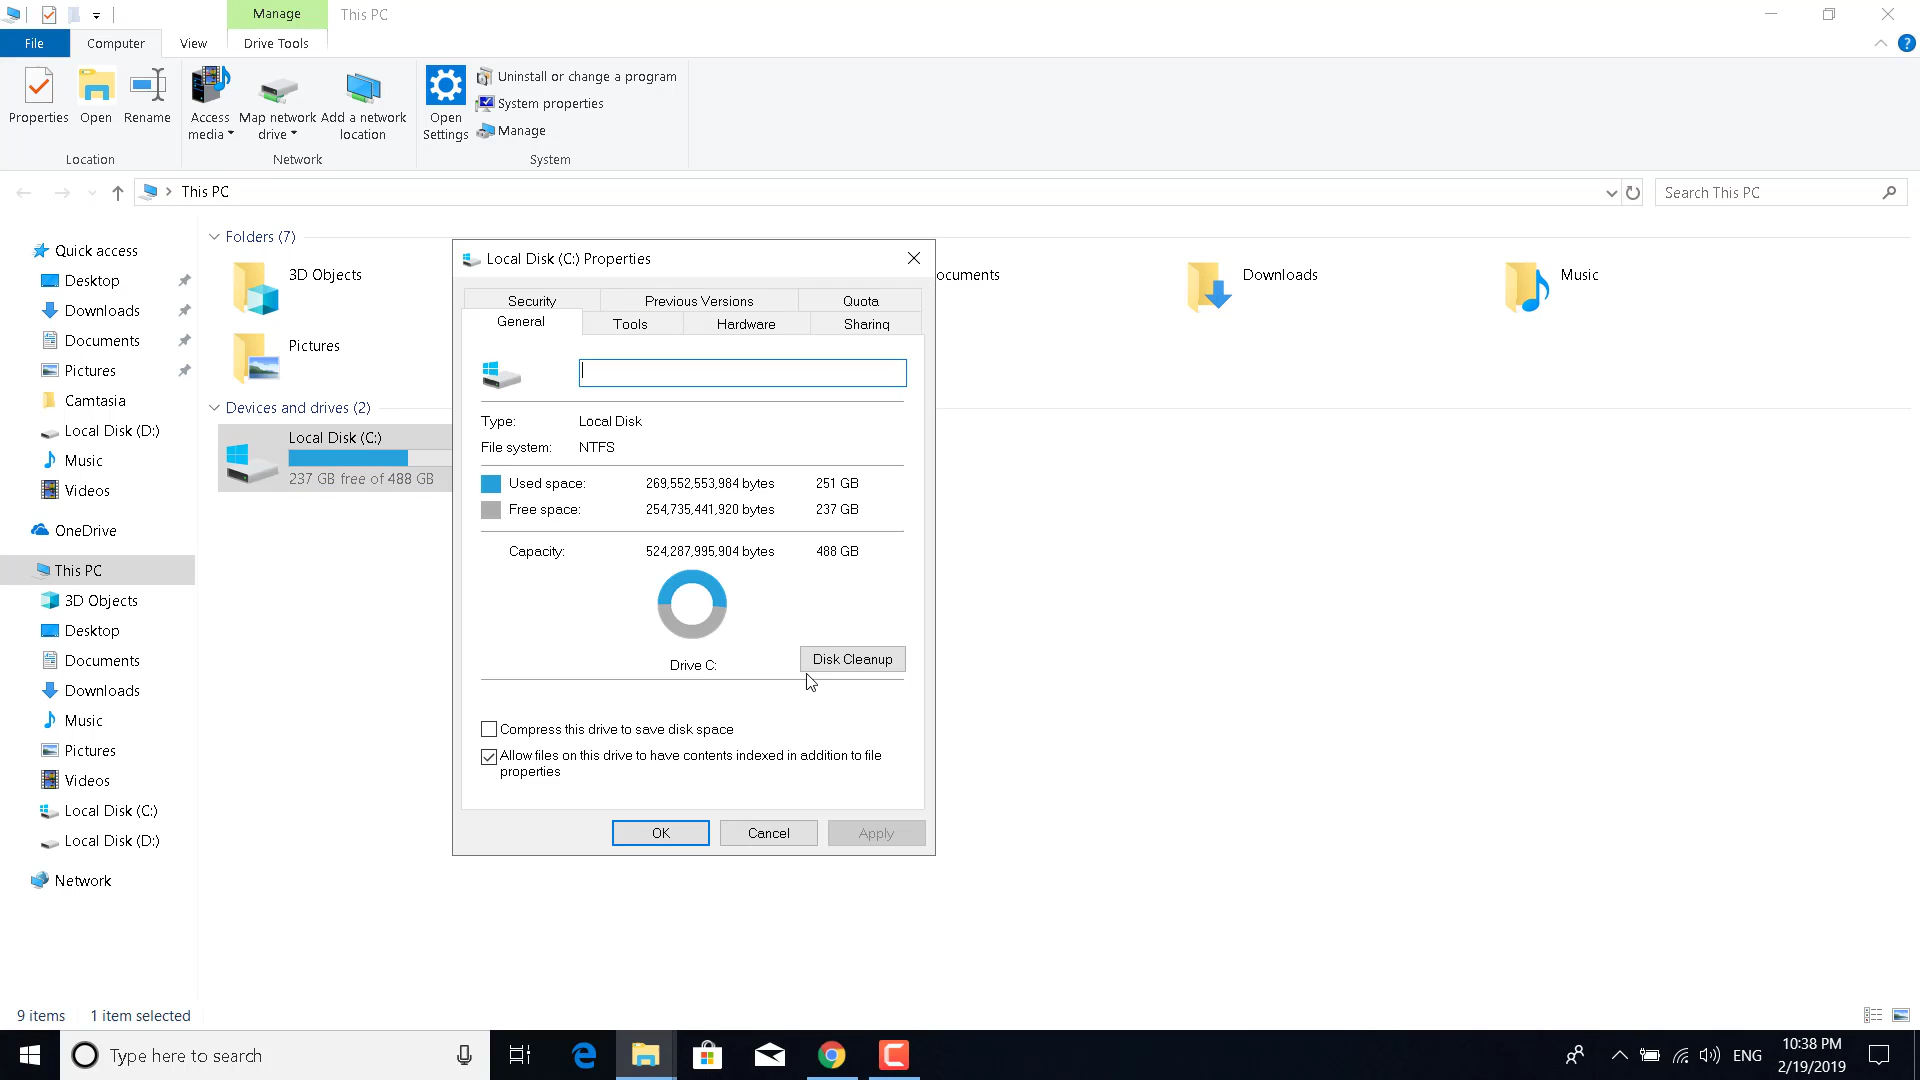 Manage
This PC
File
Computer
View
Drive Tools
Properties
Open
Rename
Access media
Map network drive
Add a network location
Open Settings
Uninstall or change a program
System properties
Manage
Location
Network
System
This PC
Search This PC
Quick access
Desktop
Downloads
Documents
Pictures
Camtasia
Local Disk (D:)
Music
Videos
OneDrive
This PC
3D Objects
Desktop
Documents
Downloads
Music
Pictures
Videos
Local Disk (C:)
Local Disk (D:)
Network
Folders (7)
3D Objects
ocuments
Downloads
Music
Pictures
Devices and drives (2)
Local Disk (C:)
237 GB free of 488 GB
Local Disk (C:) Properties
Security
Previous Versions
Quota
General
Tools
Hardware
Sharing
Type: Local Disk
File system: NTFS
Used space: 269,552,553,984 bytes 251 GB
Free space: 254,735,441,920 bytes 237 GB
Capacity: 524,287,995,904 bytes 488 GB
Drive C:
Disk Cleanup
Compress this drive to save disk space
Allow files on this drive to have contents indexed in addition to file
properties
OK
Cancel
Apply
9 items
1 item selected
Type here to search
ENG
10:38 PM
2/19/2019